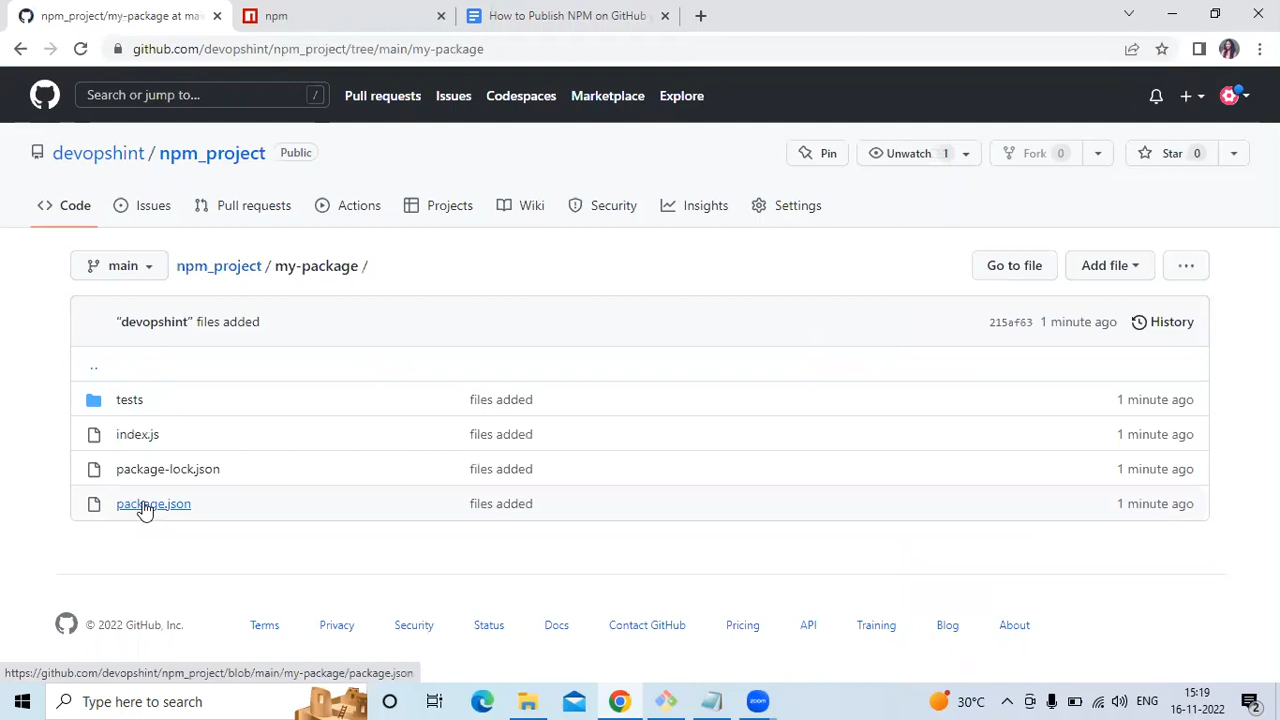 npm_project/my-package at ma
npm
How to Publish NPM on GitHub
github.com/devopshint/npm_project/tree/main/my-package
Search or jump to...
/
Pull requests
Issues
Codespaces
Marketplace
Explore
devopshint / npm_project
Public
Pin
Unwatch 1
Fork 0
Star 0
Code
Issues
Pull requests
Actions
Projects
Wiki
Security
Insights
Settings
main
npm_project / my-package /
Go to file
Add file
“devopshint” files added
215af63 1 minute ago
History
..
tests files added 1 minute ago
index.js files added 1 minute ago
package-lock.json files added 1 minute ago
package.json files added 1 minute ago
© 2022 GitHub, Inc.
Terms
Privacy
Security
Status
Docs
Contact GitHub
Pricing
API
Training
Blog
About
https://github.com/devopshint/npm_project/blob/main/my-package/package.json
Type here to search
zoom
30°C
ENG
15:19
16-11-2022
2